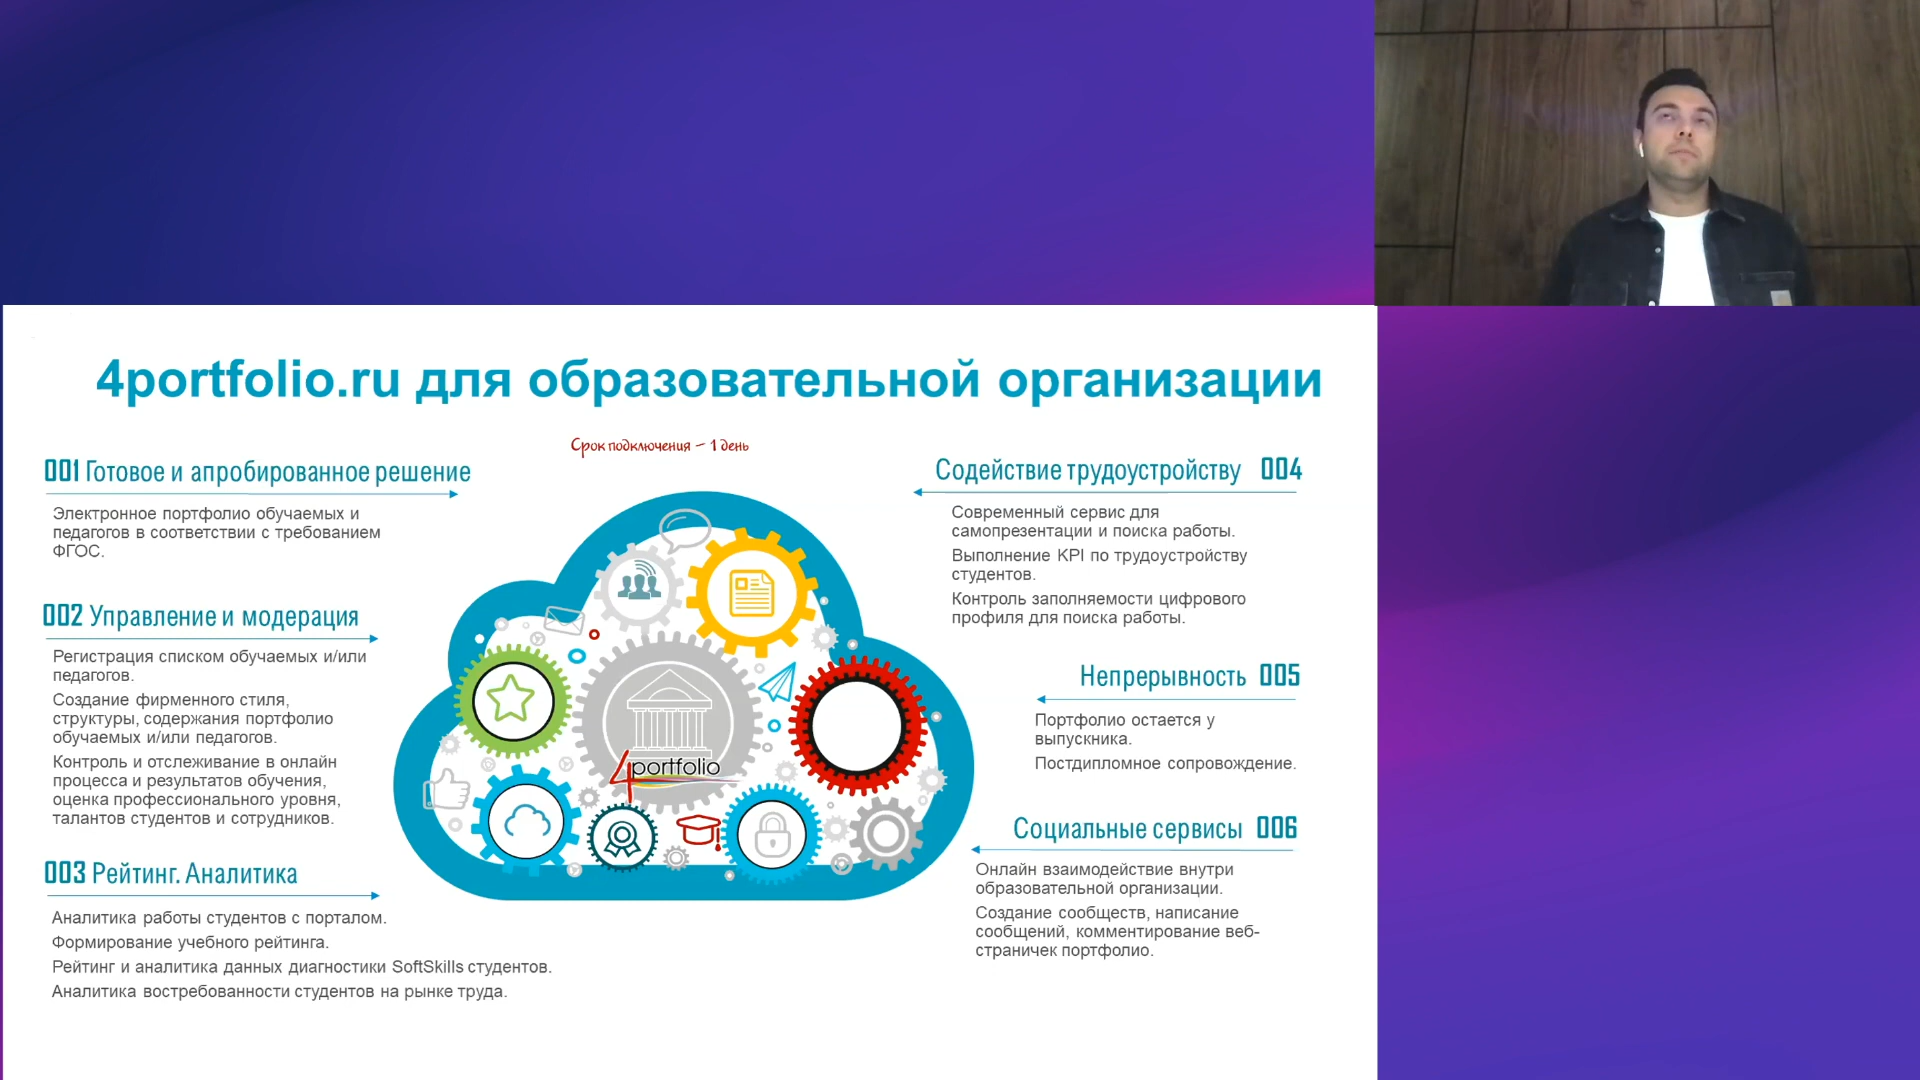 4portfolio.ru для образовательной организации
Срок подключения – 1 день
001 Готовое и апробированное решение
Электронное портфолио обучаемых и
педагогов в соответствии с требованием
ФГОС.
002 Управление и модерация
Регистрация списком обучаемых и/или
педагогов.
Создание фирменного стиля,
структуры, содержания портфолио
обучаемых и/или педагогов.
Контроль и отслеживание в онлайн
процесса и результатов обучения,
оценка профессионального уровня,
талантов студентов и сотрудников.
003 Рейтинг. Аналитика
Аналитика работы студентов с порталом.
Формирование учебного рейтинга.
Рейтинг и аналитика данных диагностики SoftSkills студентов.
Аналитика востребованности студентов на рынке труда.
4portfolio
Содействие трудоустройству 004
Современный сервис для
самопрезентации и поиска работы.
Выполнение KPI по трудоустройству
студентов.
Контроль заполняемости цифрового
профиля для поиска работы.
Непрерывность 005
Портфолио остается у
выпускника.
Постдипломное сопровождение.
Социальные сервисы 006
Онлайн взаимодействие внутри
образовательной организации.
Создание сообществ, написание
сообщений, комментирование веб-
страничек портфолио.